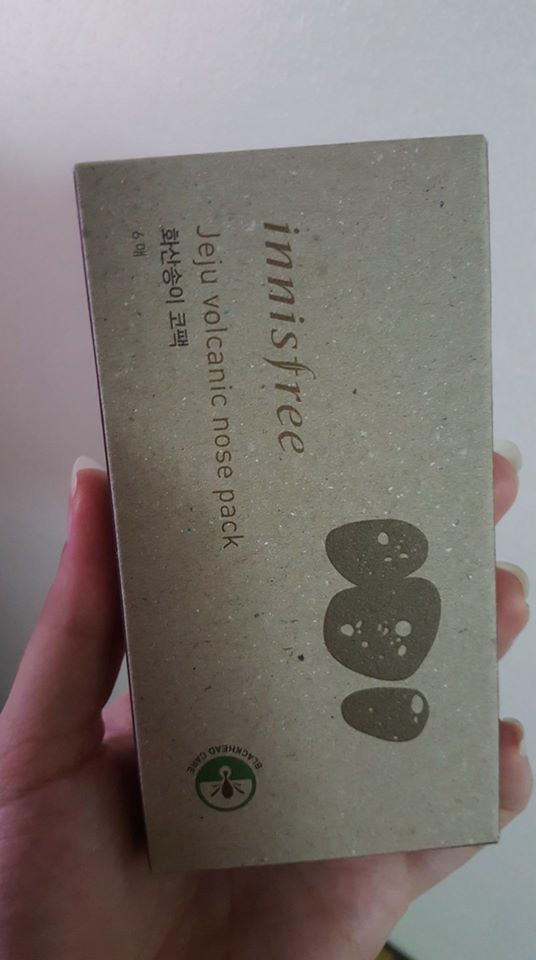 innisfree
Jeju volcanic nose pack
화산송이 코팩
6매
BLACKHEAD CARE